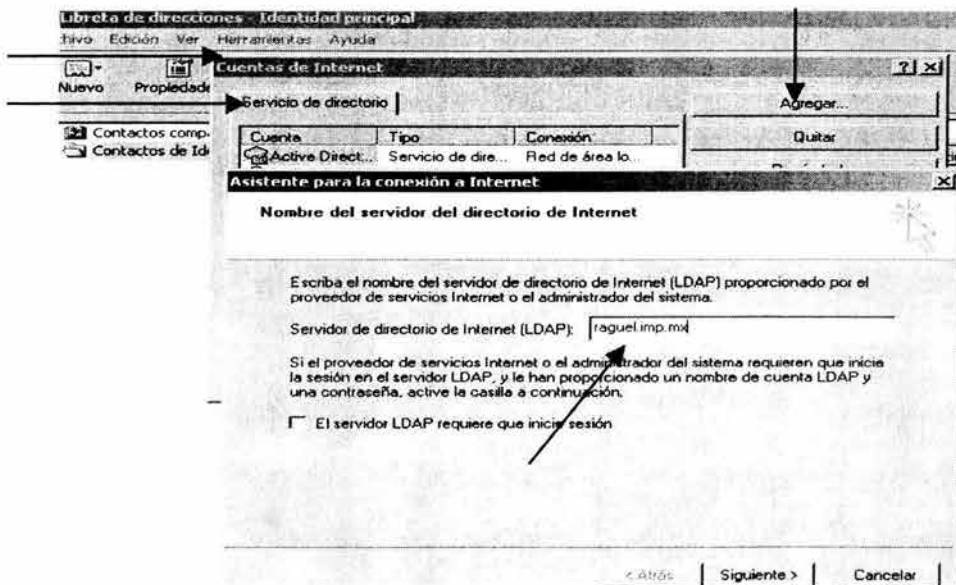 Libreta de direcciones - Identidad principal
hivo Edición Ver Herramientas Ayuda
Cuentas de Internet
Nuevo Propiedade
Servicio de directorio
Agregar...
Contactos comp.
Cuenta Tipo Conexión
Quitar
Contactos de Id
Active Direct... Servicio de dire... Red de área lo...
Asistente para la conexión a Internet
Nombre del servidor del directorio de Internet
Escriba el nombre del servidor de directorio de Internet (LDAP) proporcionado por el
proveedor de servicios Internet o el administrador del sistema.
Servidor de directorio de Internet (LDAP): raguel.imp.mx
Si el proveedor de servicios Internet o el administrador del sistema requieren que inicie
la sesión en el servidor LDAP, y le han proporcionado un nombre de cuenta LDAP y
una contraseña, active la casilla a continuación.
El servidor LDAP requiere que inicie sesión
< Atrás Siguiente > Cancelar